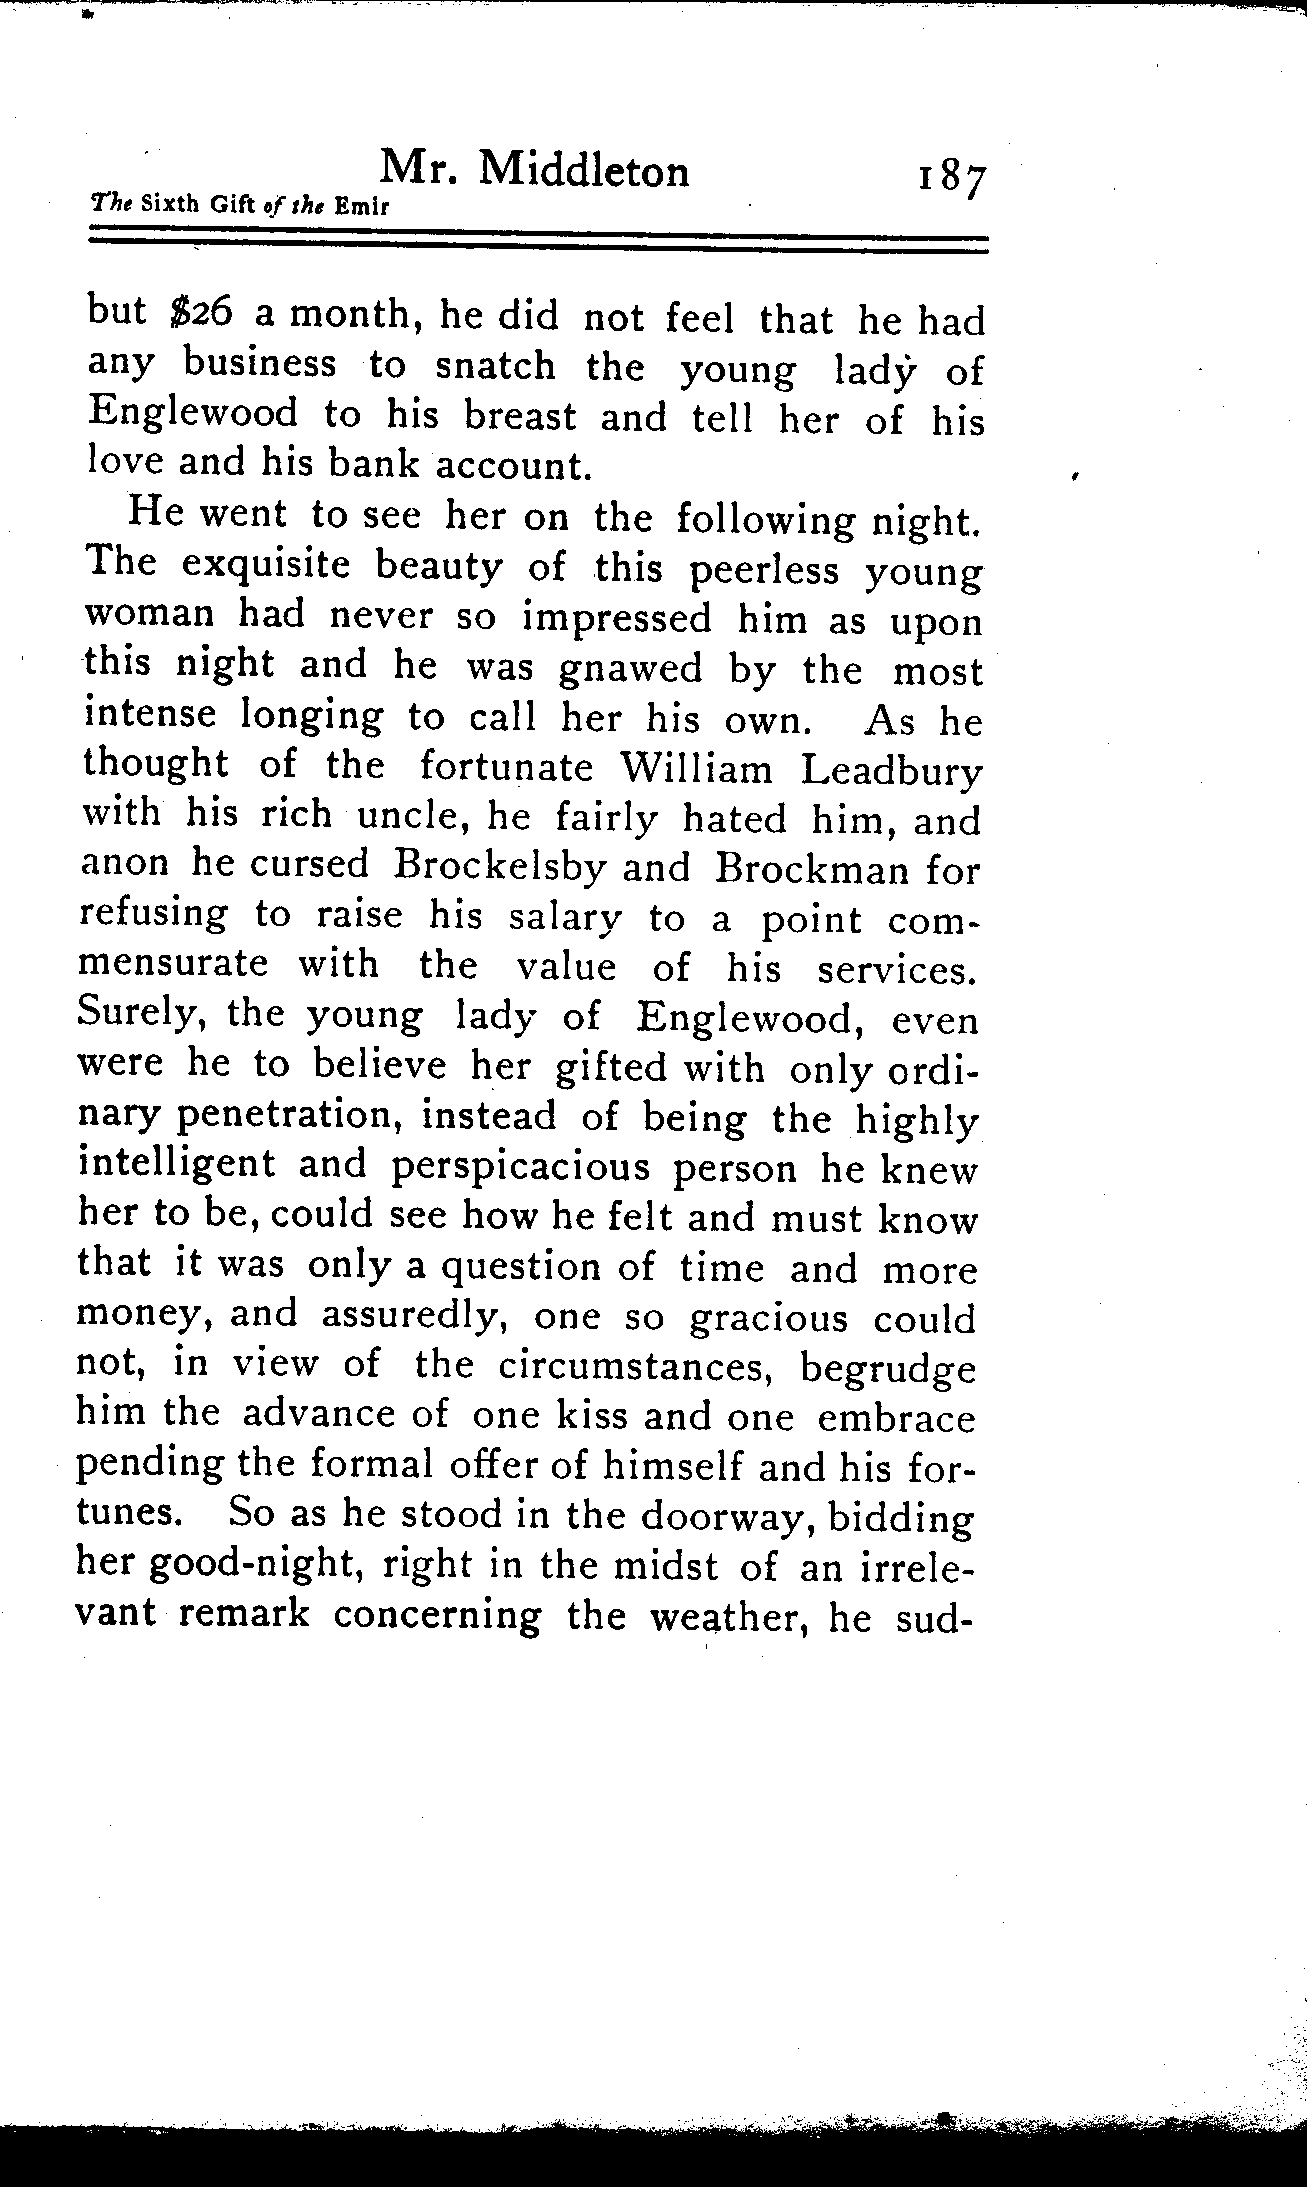 Mr. Middleton 187
The Sixth Gift of the Emir
but $26 a month, he did not feel that he had
any business to snatch the young lady of
Englewood to his breast and tell her of his
love and his bank account.
He went to see her on the following night.
The exquisite beauty of this peerless young
woman had never so impressed him as upon
this night and he was gnawed by the most
intense longing to call her his own. As he
thought of the fortunate William Leadbury
with his rich uncle, he fairly hated him, and
anon he cursed Brockelsby and Brockman for
refusing to raise his salary to a point com-
mensurate with the value of his services.
Surely, the young lady of Englewood, even
were he to believe her gifted with only ordi-
nary penetration, instead of being the highly
intelligent and perspicacious person he knew
her to be, could see how he felt and must know
that it was only a question of time and more
money, and assuredly, one so gracious could
not, in view of the circumstances, begrudge
him the advance of one kiss and one embrace
pending the formal offer of himself and his for-
tunes. So as he stood in the doorway, bidding
her good-night, right in the midst of an irrele-
vant remark concerning the weather, he sud-